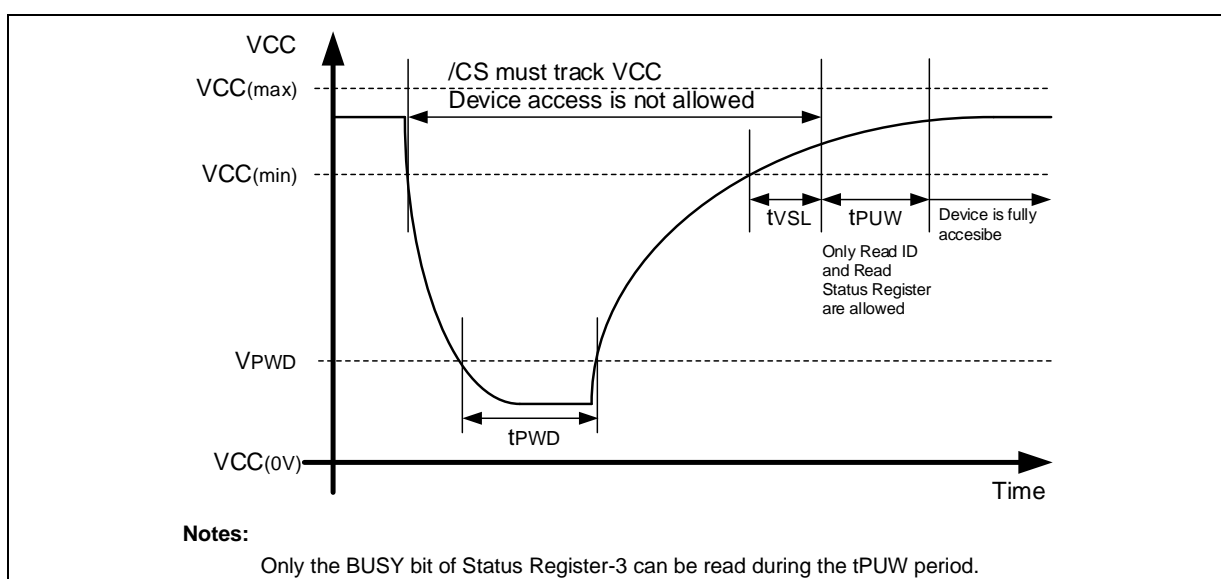 VCC
VCC(max)
/CS must track VCC
Device access is not allowed
VCC(min)
tVSL
tPUW
Device is fully
accesibe
Only Read ID
and Read
Status Register
are allowed
VPWD
tPWD
VCC(0V)
Time
Notes:
Only the BUSY bit of Status Register-3 can be read during the tPUW period.